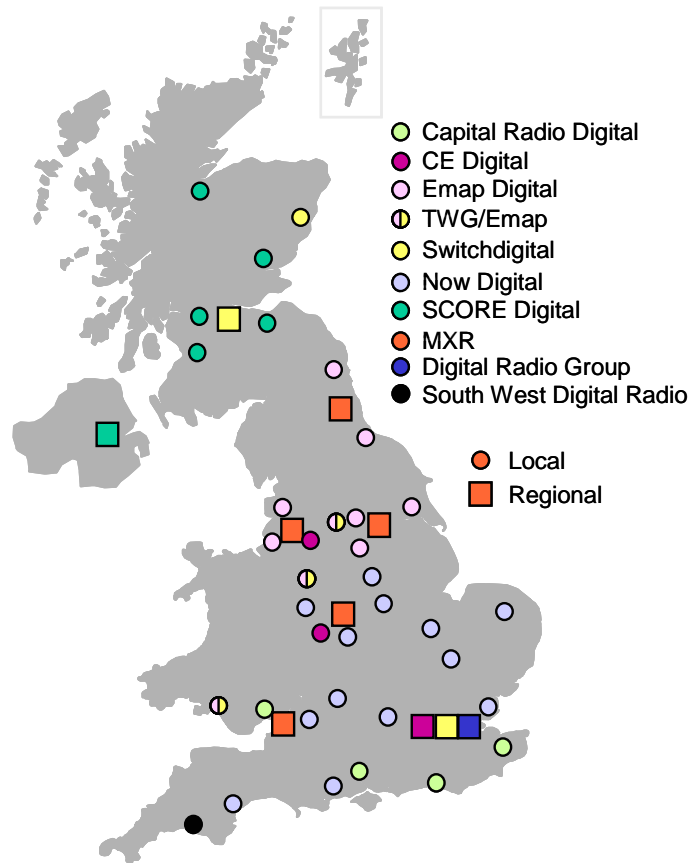 Capital Radio Digital
CE Digital
Emap Digital
TWG/Emap
Switchdigital
Now Digital
SCORE Digital
MXR
Digital Radio Group
South West Digital Radio
Local
Regional